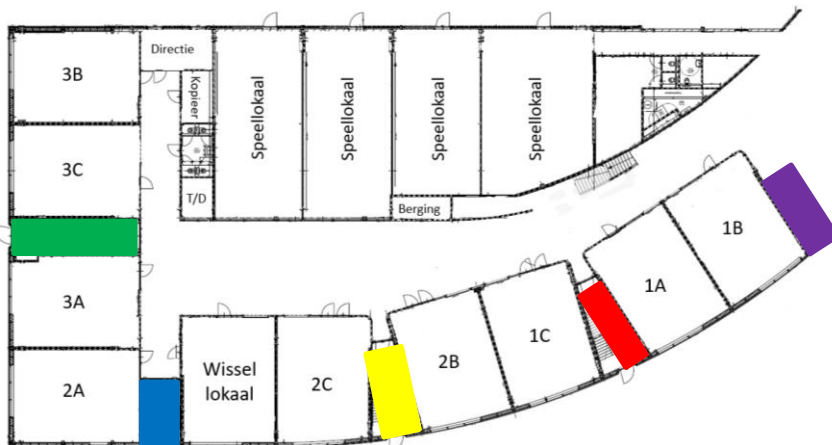 Directie
3B
Kopieer
Speellokaal
Speellokaal
Speellokaal
Speellokaal
3C
T/D
Berging
1B
1A
3A
1C
2B
Wissel
lokaal
2C
2A